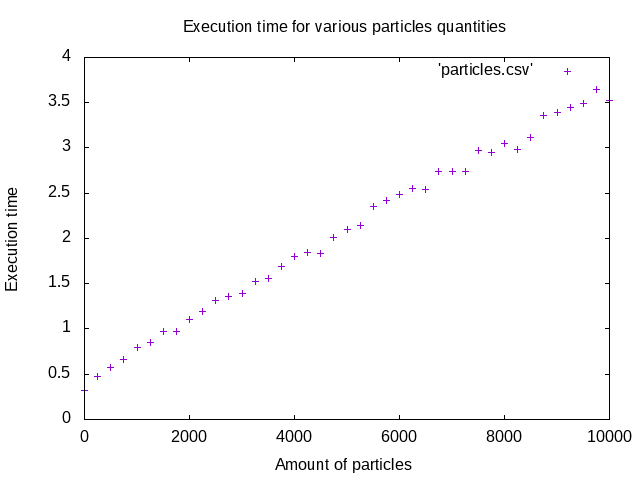 Execution time for various particles quantities
'particles.csv'
4
3.5
3
2.5
2
1.5
1
0.5
0
Execution time
0 2000 4000 6000 8000 10000
Amount of particles